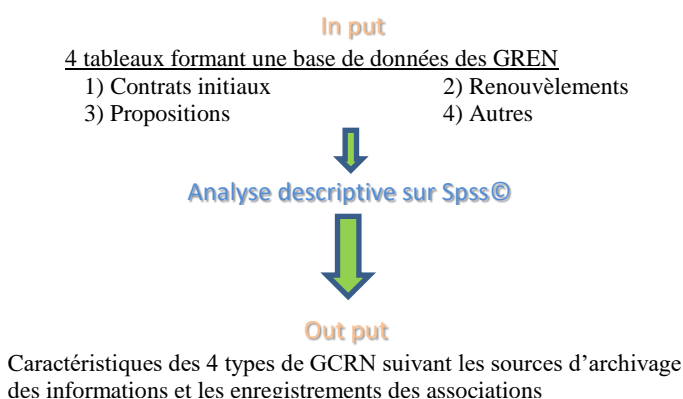 In put
4 tableaux formant une base de données des GREN
1) Contrats initiaux 2) Renouvèlements
3) Propositions 4) Autres
Analyse descriptive sur Spss©
Out put
Caractéristiques des 4 types de GCRN suivant les sources d'archivage
des informations et les enregistrements des associations